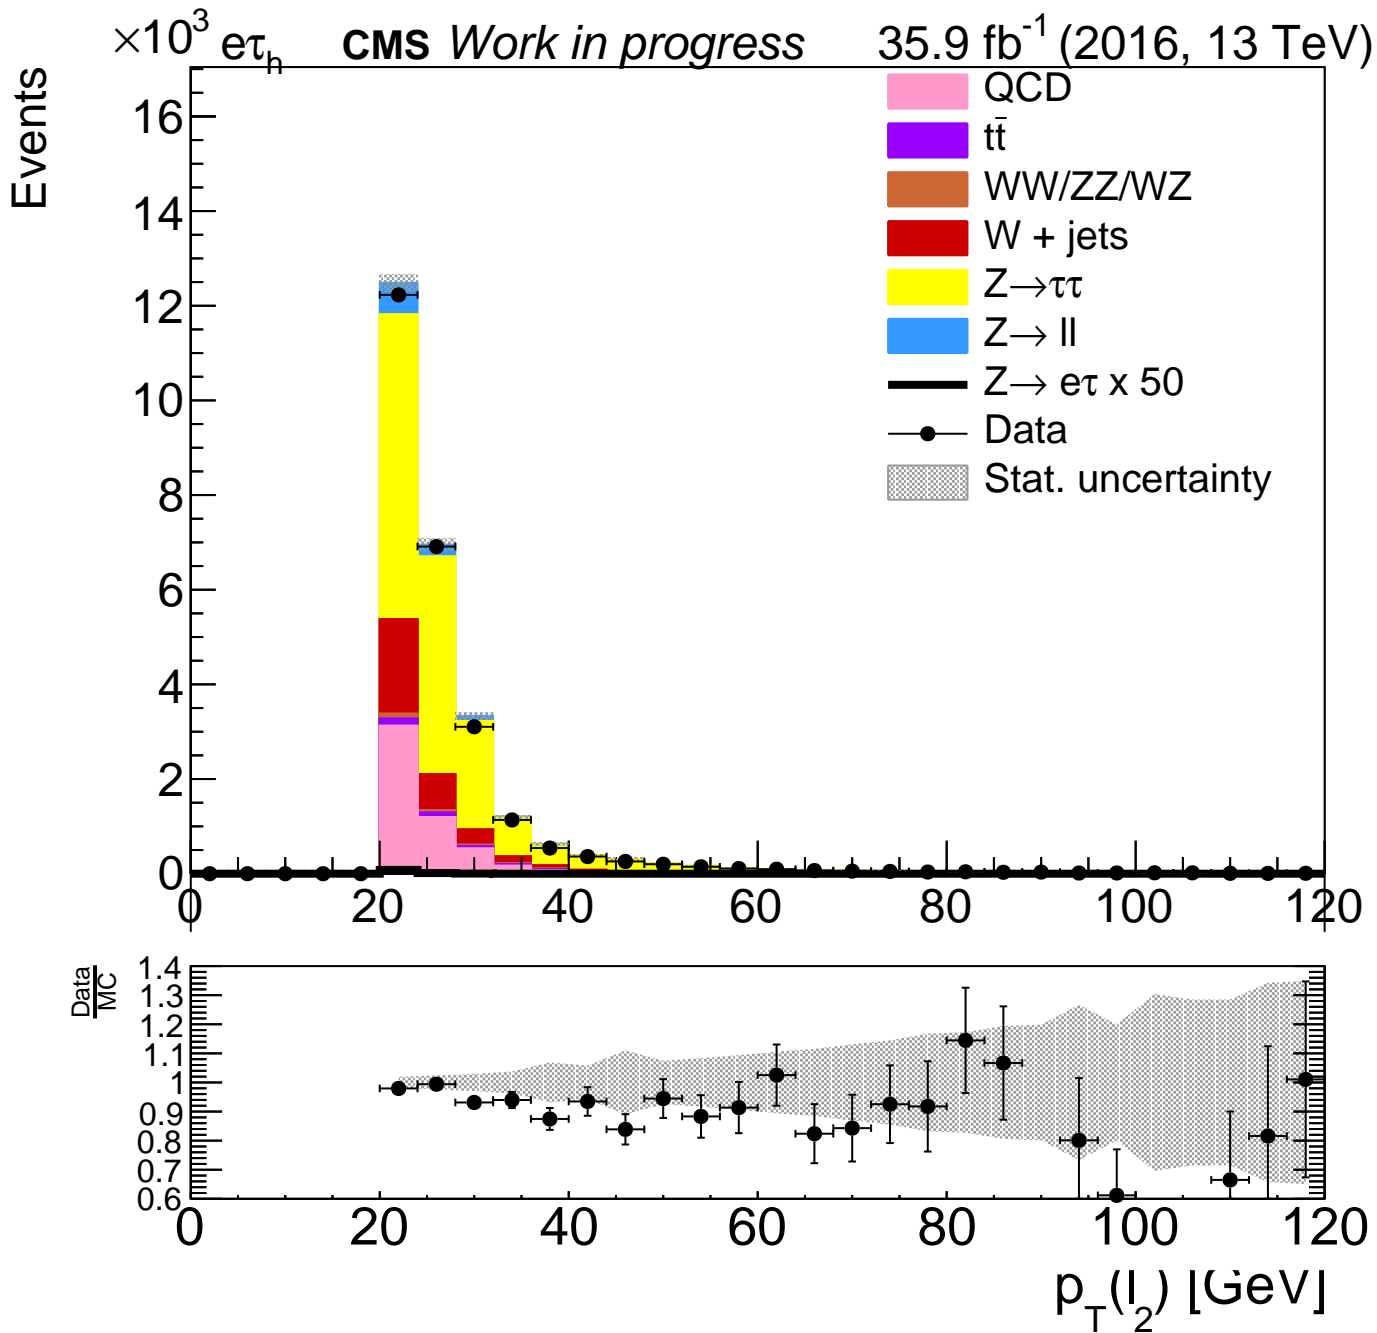 ×10³ eτₕ CMS Work in progress 35.9 fb⁻¹ (2016, 13 TeV)
Events
16
14
12
10
8
6
4
2
0
0 20 40 60 80 100 120
QCD
tt̄
WW/ZZ/WZ
W + jets
Z→ττ
Z→ ll
Z→ eτ x 50
Data
Stat. uncertainty
Data
MC
1.4
1.3
1.2
1.1
1
0.9
0.8
0.7
0.6
0 20 40 60 80 100 120
p_T(l₂) [GeV]